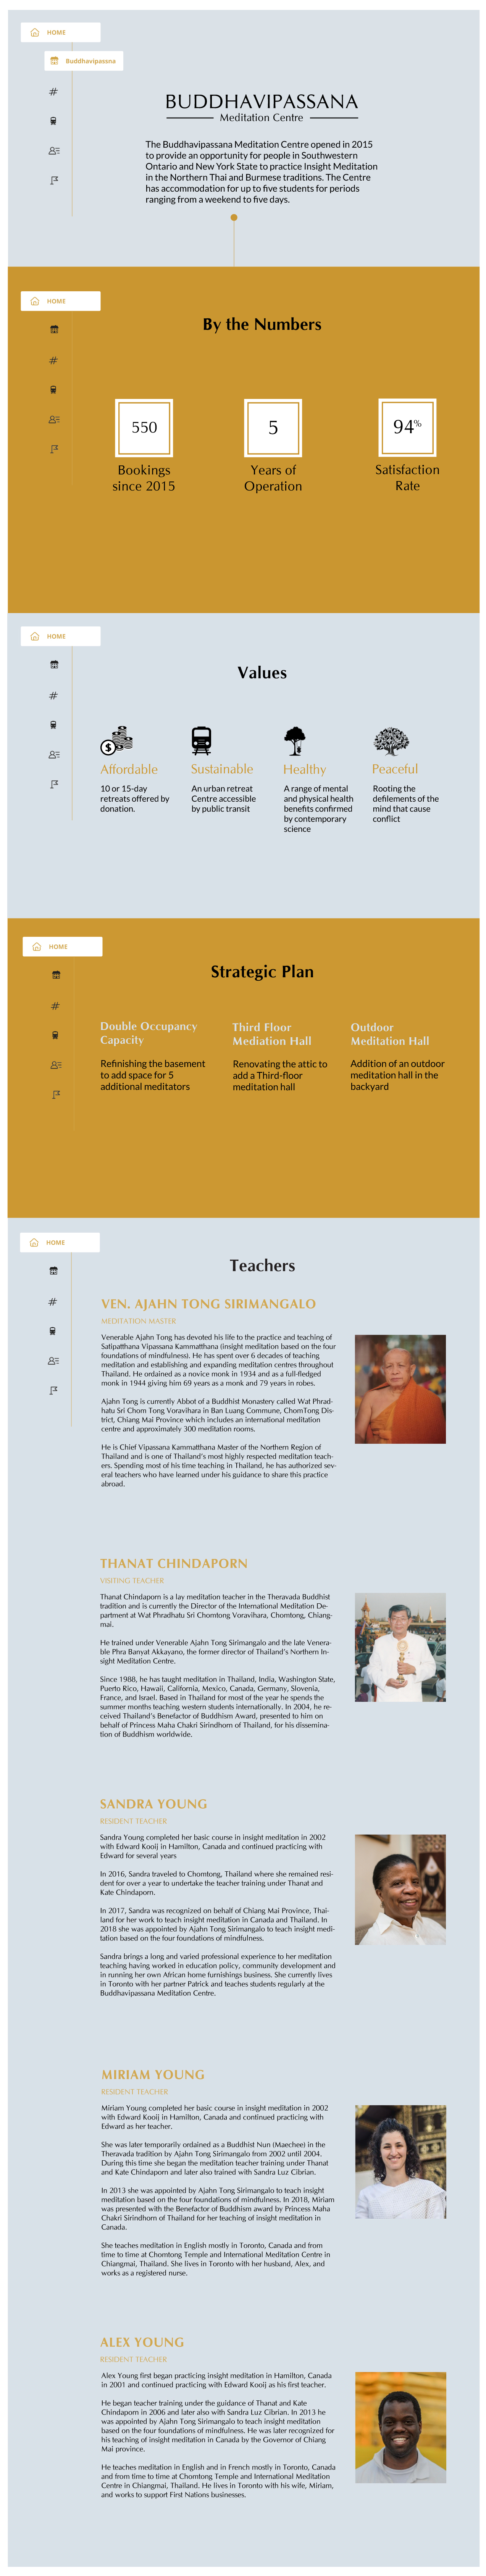 HOME
Buddhavipassna
#
BUDDHAVIPASSANA
Meditation Centre
The Buddhavipassana Meditation Centre opened in 2015
to provide an opportunity for people in Southwestern
Ontario and New York State to practice Insight Meditation
in the Northern Thai and Burmese traditions. The Centre
has accommodation for up to five students for periods
ranging from a weekend to five days.
HOME
#
By the Numbers
550
Bookings
since 2015
5
Years of
Operation
94%
Satisfaction
Rate
HOME
#
Values
$
Affordable
10 or 15-day
retreats offered by
donation.
Sustainable
An urban retreat
Centre accessible
by public transit
Healthy
A range of mental
and physical health
benefits confirmed
by contemporary
science
Peaceful
Rooting the
defilements of the
mind that cause
conflict
HOME
#
Strategic Plan
Double Occupancy
Capacity
Refinishing the basement
to add space for 5
additional meditators
Third Floor
Mediation Hall
Renovating the attic to
add a Third-floor
meditation hall
Outdoor
Meditation Hall
Addition of an outdoor
meditation hall in the
backyard
HOME
#
Teachers
VEN. AJAHN TONG SIRIMANGALO
MEDITATION MASTER
Venerable Ajahn Tong has devoted his life to the practice and teaching of
Satipatthana Vipassana Kammatthana (insight meditation based on the four
foundations of mindfulness). He has spent over 6 decades of teaching
meditation and establishing and expanding meditation centres throughout
Thailand. He ordained as a novice monk in 1934 and as a full-fledged
monk in 1944 giving him 69 years as a monk and 79 years in robes.
Ajahn Tong is currently Abbot of a Buddhist Monastery called Wat Phrad-
hatu Sri Chom Tong Voravihara in Ban Luang Commune, ChomTong Dis-
trict, Chiang Mai Province which includes an international meditation
centre and approximately 300 meditation rooms.
He is Chief Vipassana Kammatthana Master of the Northern Region of
Thailand and is one of Thailand's most highly respected meditation teach-
ers. Spending most of his time teaching in Thailand, he has authorized sev-
eral teachers who have learned under his guidance to share this practice
abroad.
THANAT CHINDAPORN
VISITING TEACHER
Thanat Chindaporn is a lay meditation teacher in the Theravada Buddhist
tradition and is currently the Director of the International Meditation De-
partment at Wat Phradhatu Sri Chomtong Voravihara, Chomtong, Chiang-
mai.
He trained under Venerable Ajahn Tong Sirimangalo and the late Venera-
ble Phra Banyat Akkayano, the former director of Thailand's Northern In-
sight Meditation Centre.
Since 1988, he has taught meditation in Thailand, India, Washington State,
Puerto Rico, Hawaii, California, Mexico, Canada, Germany, Slovenia,
France, and Israel. Based in Thailand for most of the year he spends the
summer months teaching western students internationally. In 2004, he re-
ceived Thailand's Benefactor of Buddhism Award, presented to him on
behalf of Princess Maha Chakri Sirindhorn of Thailand, for his dissemina-
tion of Buddhism worldwide.
SANDRA YOUNG
RESIDENT TEACHER
Sandra Young completed her basic course in insight meditation in 2002
with Edward Kooij in Hamilton, Canada and continued practicing with
Edward for several years
In 2016, Sandra traveled to Chomtong, Thailand where she remained resi-
dent for over a year to undertake the teacher training under Thanat and
Kate Chindaporn.
In 2017, Sandra was recognized on behalf of Chiang Mai Province, Thai-
land for her work to teach insight meditation in Canada and Thailand. In
2018 she was appointed by Ajahn Tong Sirimangalo to teach insight medi-
tation based on the four foundations of mindfulness.
Sandra brings a long and varied professional experience to her meditation
teaching having worked in education policy, community development and
in running her own African home furnishings business. She currently lives
in Toronto with her partner Patrick and teaches students regularly at the
Buddhavipassana Meditation Centre.
MIRIAM YOUNG
RESIDENT TEACHER
Miriam Young completed her basic course in insight meditation in 2002
with Edward Kooij in Hamilton, Canada and continued practicing with
Edward as her teacher.
She was later temporarily ordained as a Buddhist Nun (Maechee) in the
Theravada tradition by Ajahn Tong Sirimangalo from 2002 until 2004.
During this time she began the meditation teacher training under Thanat
and Kate Chindaporn and later also trained with Sandra Luz Cibrian.
In 2013 she was appointed by Ajahn Tong Sirimangalo to teach insight
meditation based on the four foundations of mindfulness. In 2018, Miriam
was presented with the Benefactor of Buddhism award by Princess Maha
Chakri Sirindhorn of Thailand for her teaching of insight meditation in
Canada.
She teaches meditation in English mostly in Toronto, Canada and from
time to time at Chomtong Temple and International Meditation Centre in
Chiangmai, Thailand. She lives in Toronto with her husband, Alex, and
works as a registered nurse.
ALEX YOUNG
RESIDENT TEACHER
Alex Young first began practicing insight meditation in Hamilton, Canada
in 2001 and continued practicing with Edward Kooij as his first teacher.
He began teacher training under the guidance of Thanat and Kate
Chindaporn in 2006 and later also with Sandra Luz Cibrian. In 2013 he
was appointed by Ajahn Tong Sirimangalo to teach insight meditation
based on the four foundations of mindfulness. He was later recognized for
his teaching of insight meditation in Canada by the Governor of Chiang
Mai province.
He teaches meditation in English and in French mostly in Toronto, Canada
and from time to time at Chomtong Temple and International Meditation
Centre in Chiangmai, Thailand. He lives in Toronto with his wife, Miriam,
and works to support First Nations businesses.